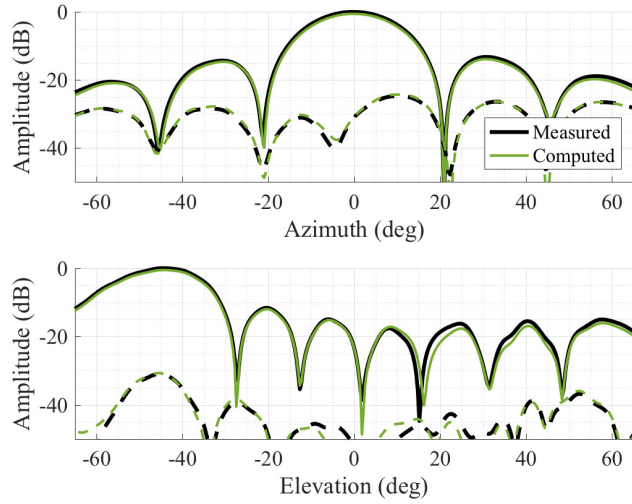 0
-20
-40
Amplitude (dB)
Measured
Computed
-60 -40 -20 0 20 40 60
Azimuth (deg)
0
-20
-40
Amplitude (dB)
-60 -40 -20 0 20 40 60
Elevation (deg)